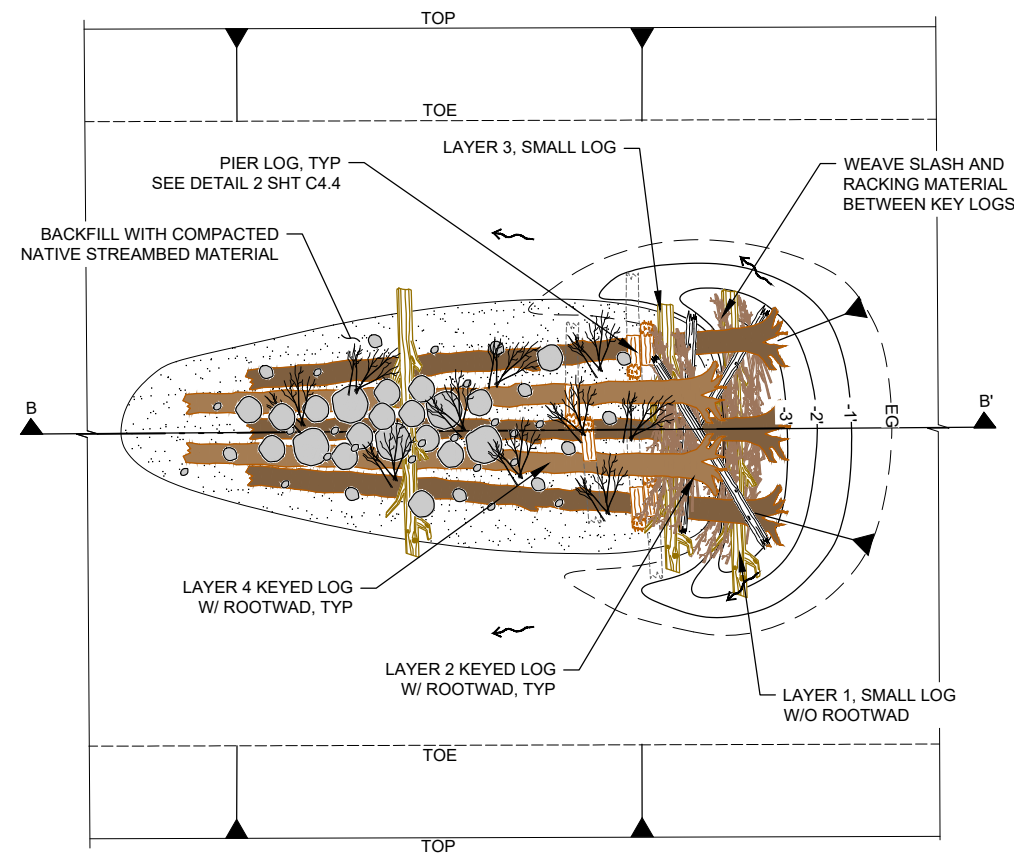 TOP
TOE
LAYER 3, SMALL LOG
PIER LOG, TYP
SEE DETAIL 2 SHT C4.4
WEAVE SLASH AND
RACKING MATERIAL
BETWEEN KEY LOGS
BACKFILL WITH COMPACTED
NATIVE STREAMBED MATERIAL
B
B'
-3'
-2'
-1'
EG
LAYER 4 KEYED LOG
W/ ROOTWAD, TYP
LAYER 2 KEYED LOG
W/ ROOTWAD, TYP
LAYER 1, SMALL LOG
W/O ROOTWAD
TOE
TOP